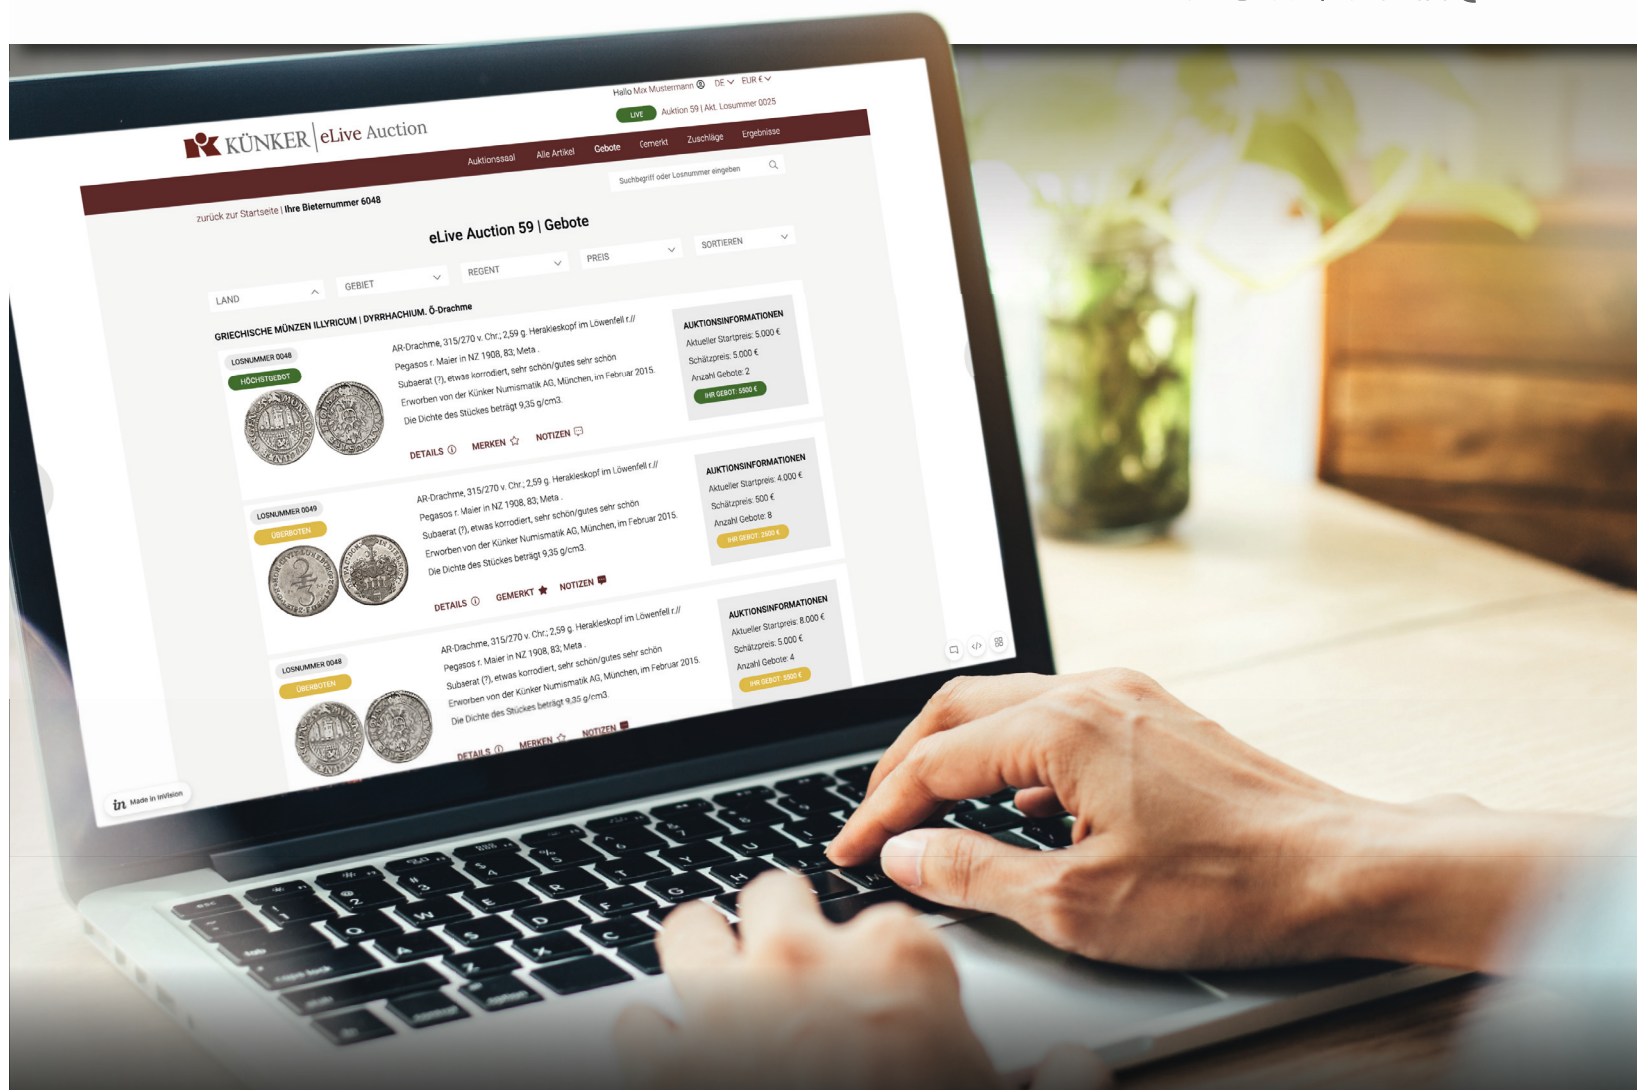 Hallo Max Mustermann DE EUR €
LIVE Auktion 59 | Akt. Losummer 0025
KÜNKER eLive Auction
Auktionssaal Alle Artikel Gebote Gemerkt Zuschläge Ergebnisse
Suchbegriff oder Losnummer eingeben
zurück zur Startseite | Ihre Bieternummer 6048
eLive Auction 59 | Gebote
LAND GEBIET REGENT PREIS SORTIEREN
GRIECHISCHE MÜNZEN ILLYRICUM | DYRRHACHIUM. Ö-Drachme
LOSNUMMER 0048
HÖCHSTGEBOT
AR-Drachme, 315/270 v. Chr.; 2,59 g. Herakleskopf im Löwenfell r.//
Pegasos r. Maier in NZ 1908, 83; Meta .
Subaerat (?), etwas korrodiert, sehr schön/gutes sehr schön
Erworben von der Künker Numismatik AG, München, im Februar 2015.
Die Dichte des Stückes beträgt 9,35 g/cm3.
DETAILS MERKEN NOTIZEN
AUKTIONSINFORMATIONEN
Aktueller Startpreis: 5.000 €
Schätzpreis: 5.000 €
Anzahl Gebote: 2
IHR GEBOT: 5500 €
LOSNUMMER 0049
ÜBERBOTEN
AR-Drachme, 315/270 v. Chr.; 2,59 g. Herakleskopf im Löwenfell r.//
Pegasos r. Maier in NZ 1908, 83; Meta .
Subaerat (?), etwas korrodiert, sehr schön/gutes sehr schön
Erworben von der Künker Numismatik AG, München, im Februar 2015.
Die Dichte des Stückes beträgt 9,35 g/cm3.
DETAILS GEMERKT NOTIZEN
AUKTIONSINFORMATIONEN
Aktueller Startpreis: 4.000 €
Schätzpreis: 500 €
Anzahl Gebote: 8
IHR GEBOT: 2500 €
LOSNUMMER 0048
ÜBERBOTEN
AR-Drachme, 315/270 v. Chr.; 2,59 g. Herakleskopf im Löwenfell r.//
Pegasos r. Maier in NZ 1908, 83; Meta .
Subaerat (?), etwas korrodiert, sehr schön/gutes sehr schön
Erworben von der Künker Numismatik AG, München, im Februar 2015.
Die Dichte des Stückes beträgt 9,35 g/cm3.
DETAILS MERKEN NOTIZEN
AUKTIONSINFORMATIONEN
Aktueller Startpreis: 8.000 €
Schätzpreis: 5.000 €
Anzahl Gebote: 4
IHR GEBOT: 5500 €
in Made in InVision